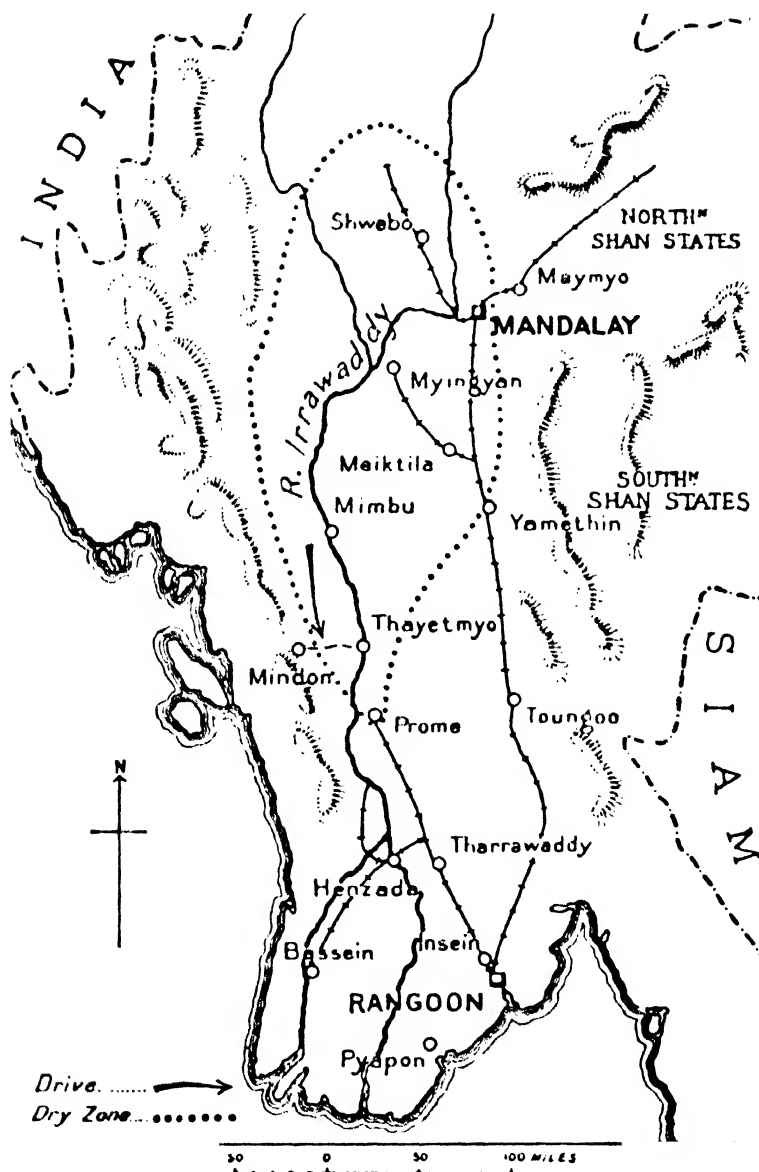 INDIA
Shwebo
NORTHN
SHAN STATES
Maymyo
MANDALAY
R. Irrawaddy
Myingyan
Meiktila
SOUTHN
SHAN STATES
Mimbu
Yamethin
Thayetmyo
SIAM
Mindon
Prome
Toungoo
N
Tharrawaddy
Henzada
Bassein
Insein
RANGOON
Pyapon
Drive.......
Dry Zone....
50 0 50 100 MILES